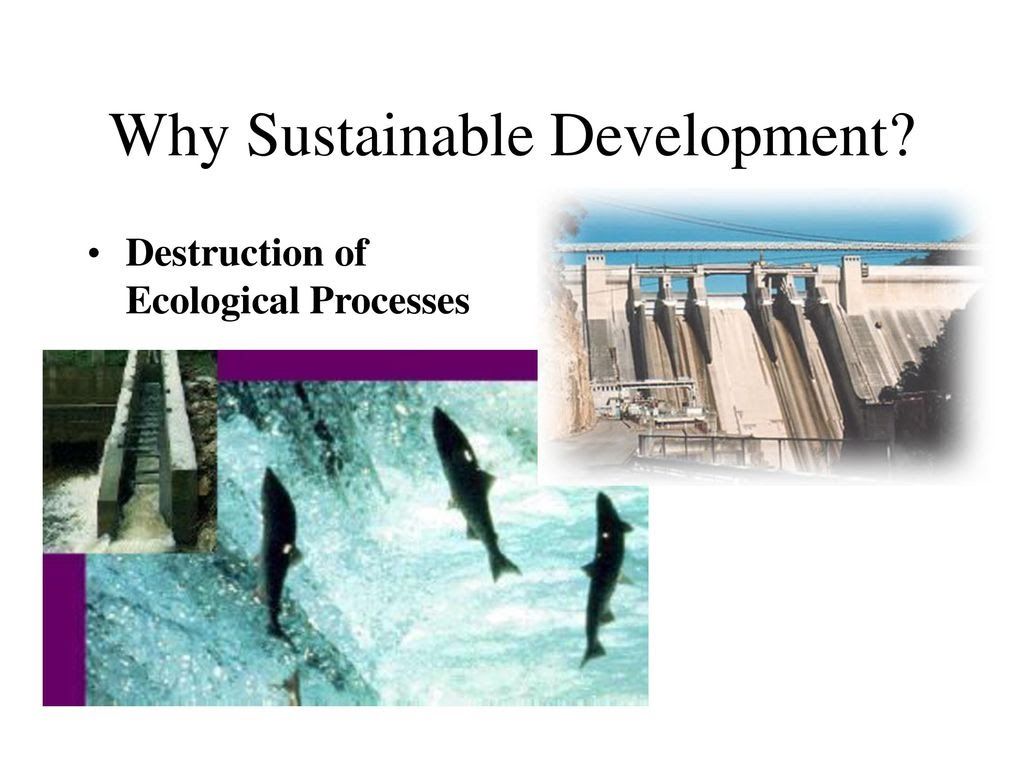 Why Sustainable Development?
• Destruction of
Ecological Processes